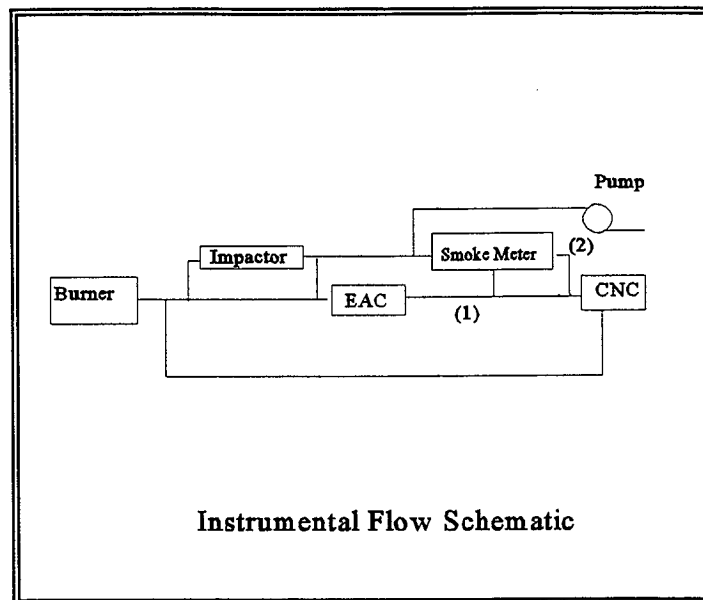 Pump
Impactor
Smoke Meter
(2)
Burner
EAC
CNC
(1)
Instrumental Flow Schematic